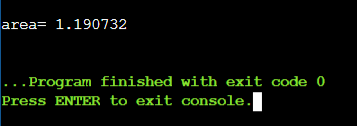 area= 1.190732
...Program finished with exit code 0
Press ENTER to exit console.